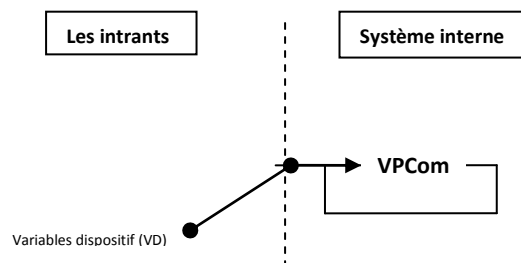 Les intrants
Système interne
VPCom
Variables dispositif (VD)